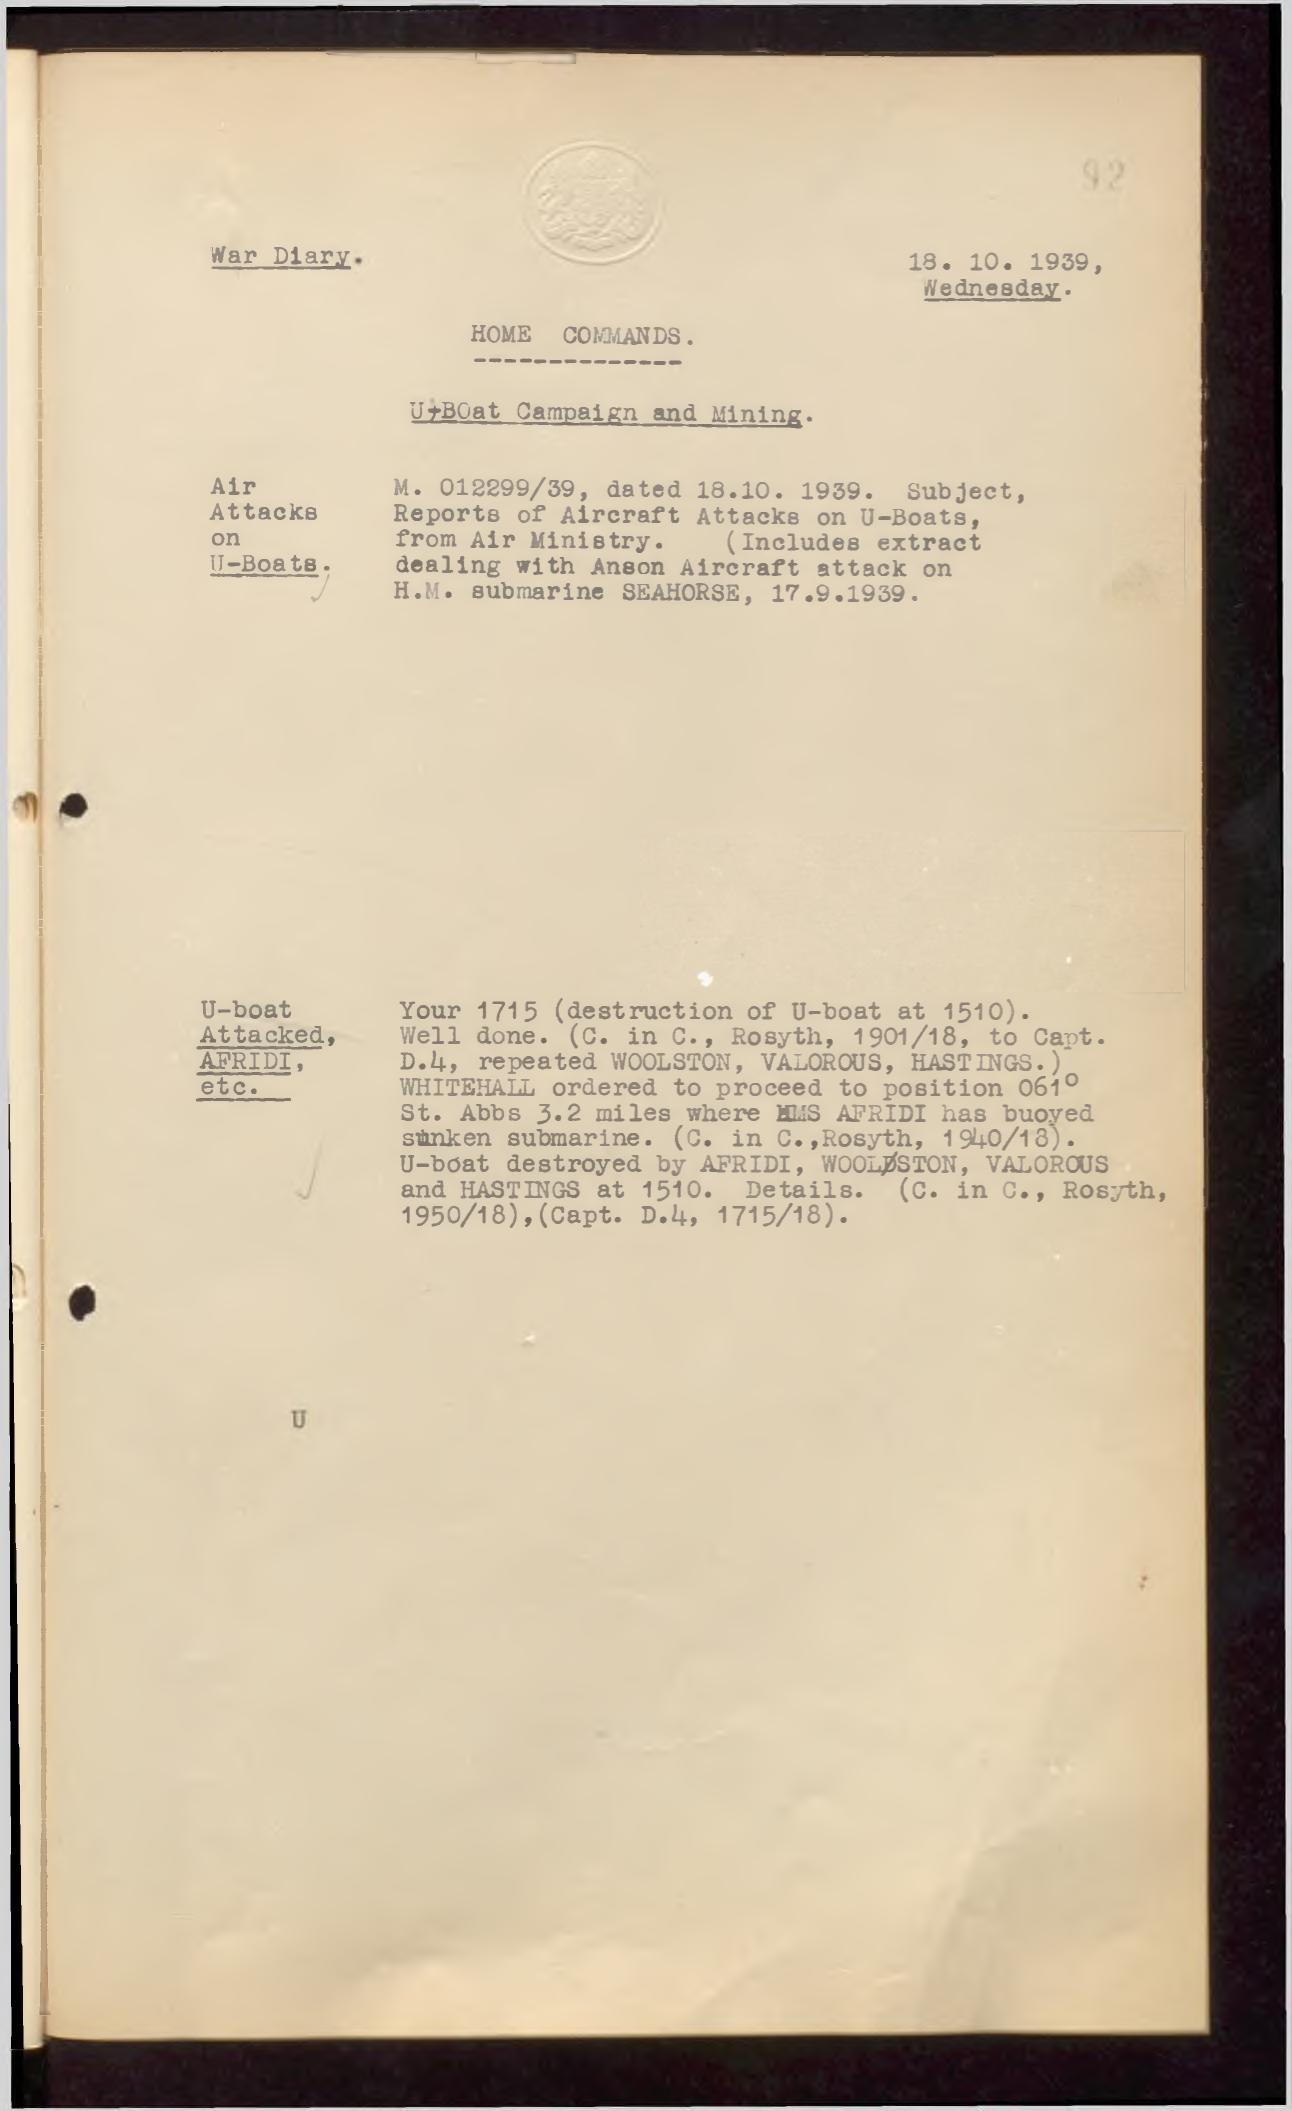 92
War Diary.
18. 10. 1939,
Wednesday.
HOME COMMANDS.
--------------
U-BOat Campaign and Mining.
Air
Attacks
on
U-Boats.
M. 012299/39, dated 18.10. 1939. Subject,
Reports of Aircraft Attacks on U-Boats,
from Air Ministry. (Includes extract
dealing with Anson Aircraft attack on
H.M. submarine SEAHORSE, 17.9.1939.
U-boat
Attacked,
AFRIDI,
etc.
Your 1715 (destruction of U-boat at 1510).
Well done. (C. in C., Rosyth, 1901/18, to Capt.
D.4, repeated WOOLSTON, VALOROUS, HASTINGS.)
WHITEHALL ordered to proceed to position 061°
St. Abbs 3.2 miles where HMS AFRIDI has buoyed
sunken submarine. (C. in C.,Rosyth, 1940/18).
U-boat destroyed by AFRIDI, WOOLSTON, VALOROUS
and HASTINGS at 1510. Details. (C. in C., Rosyth,
1950/18),(Capt. D.4, 1715/18).
U